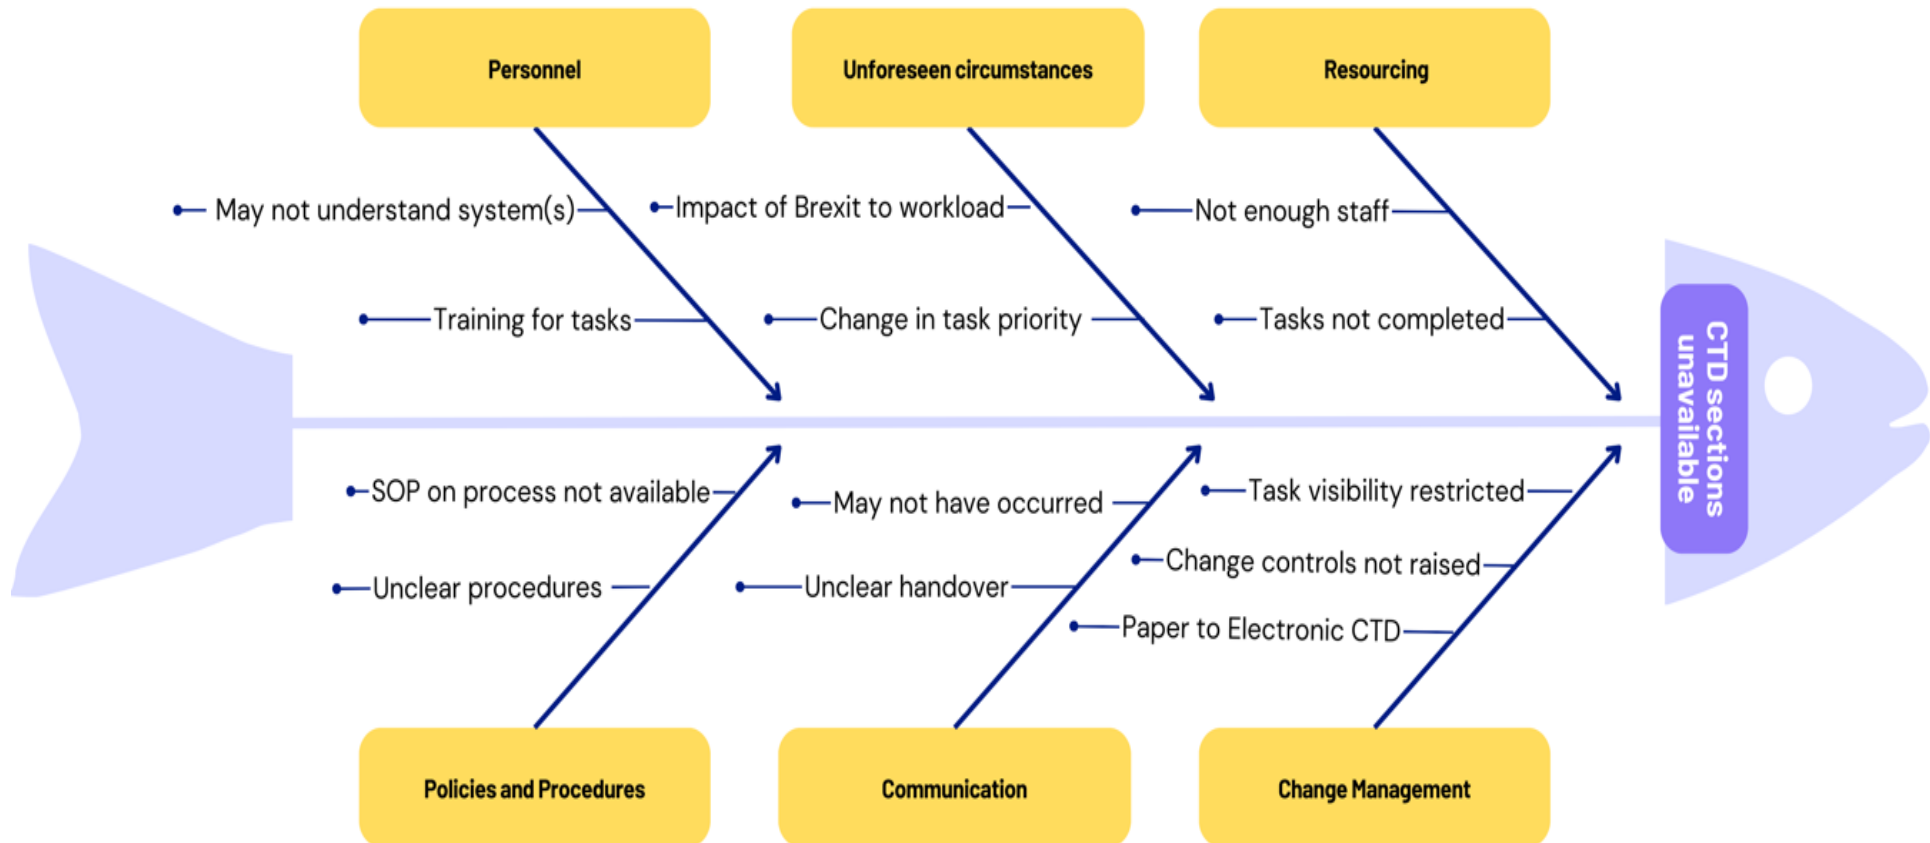 Personnel
Unforeseen circumstances
Resourcing
May not understand system(s)
Impact of Brexit to workload
Not enough staff
Training for tasks
Change in task priority
Tasks not completed
CTD sections
unavailable
SOP on process not available
May not have occurred
Task visibility restricted
Unclear procedures
Unclear handover
Change controls not raised
Paper to Electronic CTD
Policies and Procedures
Communication
Change Management